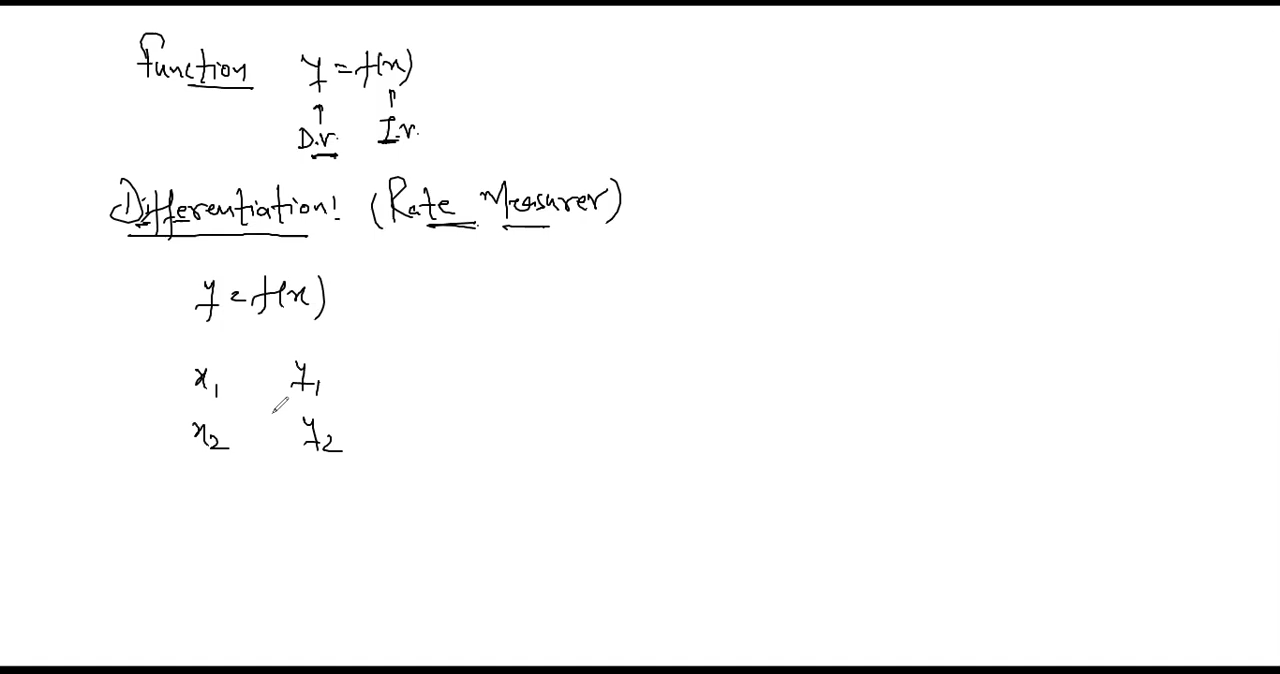 Function y = f(x)
↑ ↑
D.v. I.v.
Differentiation: (Rate Measurer)
y = f(x)
x₁ y₁
x₂ y₂